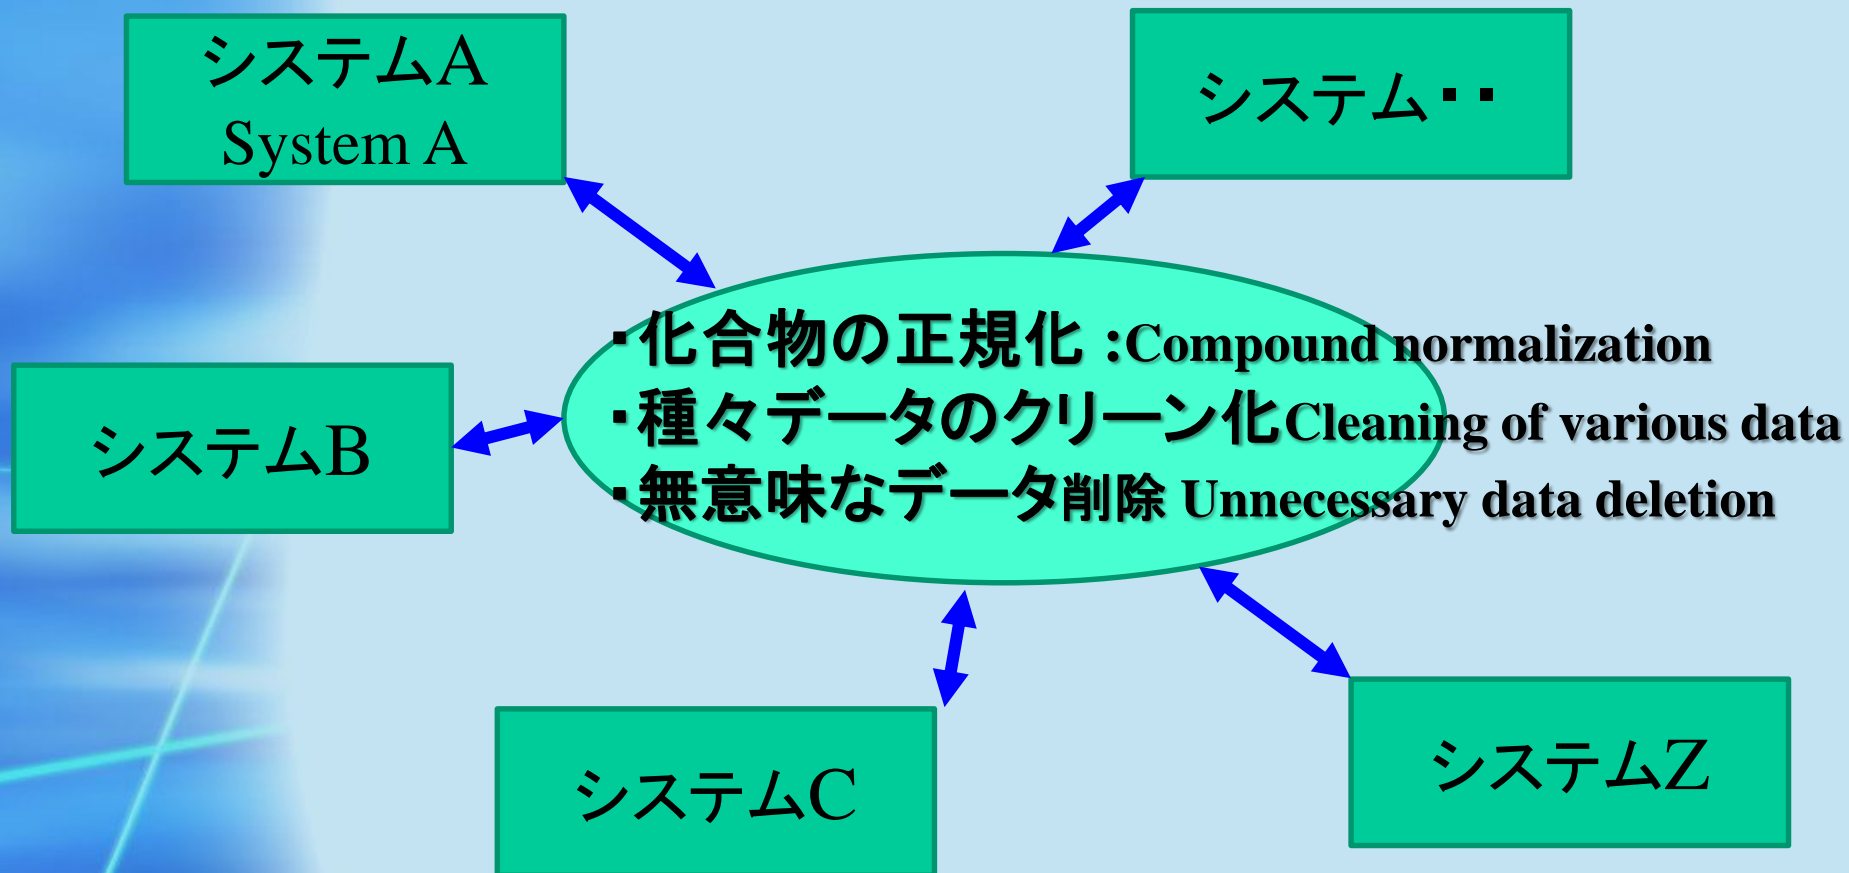 システムA
System A
システム・・
・化合物の正規化 :Compound normalization
・種々データのクリーン化Cleaning of various data
・無意味なデータ削除 Unnecessary data deletion
システムB
システムC
システムZ